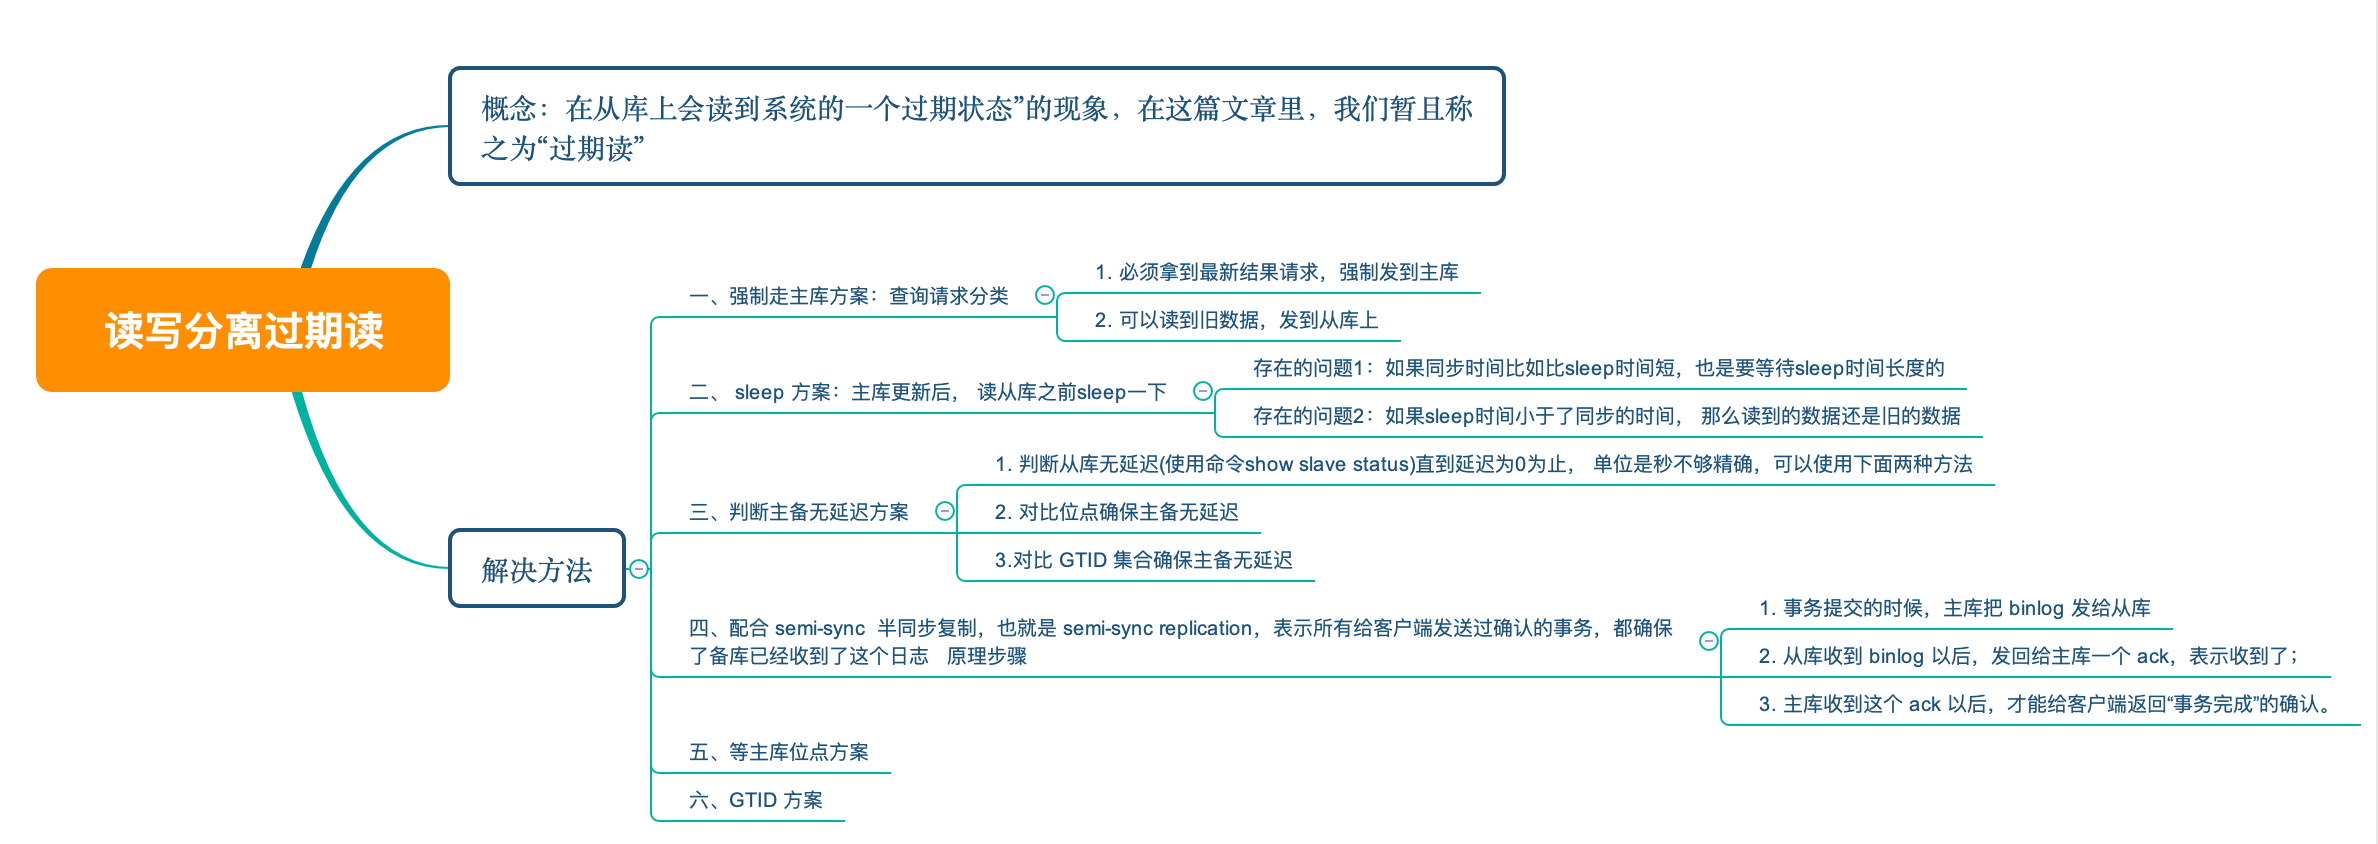 概念：在从库上会读到系统的一个过期状态”的现象，在这篇文章里，我们暂且称
之为“过期读”
读写分离过期读
解决方法
一、强制走主库方案：查询请求分类
1. 必须拿到最新结果请求，强制发到主库
2. 可以读到旧数据，发到从库上
二、 sleep 方案：主库更新后， 读从库之前sleep一下
存在的问题1：如果同步时间比如比sleep时间短，也是要等待sleep时间长度的
存在的问题2：如果sleep时间小于了同步的时间， 那么读到的数据还是旧的数据
三、判断主备无延迟方案
1. 判断从库无延迟(使用命令show slave status)直到延迟为0为止， 单位是秒不够精确，可以使用下面两种方法
2. 对比位点确保主备无延迟
3.对比 GTID 集合确保主备无延迟
四、配合 semi-sync  半同步复制，也就是 semi-sync replication，表示所有给客户端发送过确认的事务，都确保
了备库已经收到了这个日志   原理步骤
1. 事务提交的时候，主库把 binlog 发给从库
2. 从库收到 binlog 以后，发回给主库一个 ack，表示收到了；
3. 主库收到这个 ack 以后，才能给客户端返回“事务完成”的确认。
五、等主库位点方案
六、GTID 方案